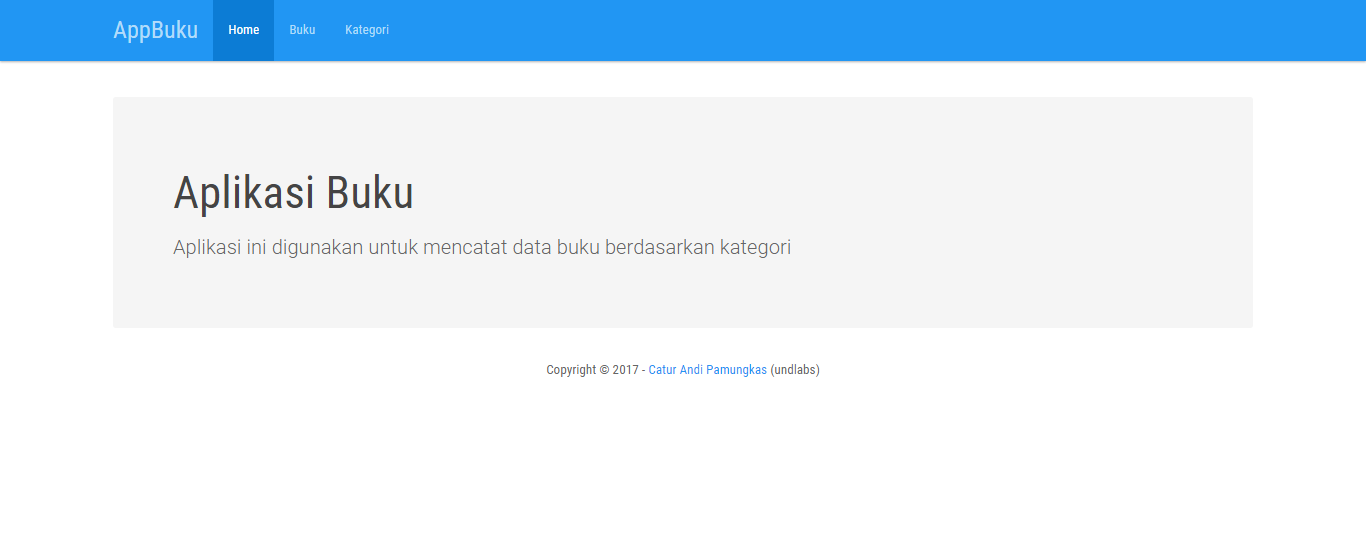 AppBuku Home Buku Kategori
Aplikasi Buku
Aplikasi ini digunakan untuk mencatat data buku berdasarkan kategori
Copyright © 2017 - Catur Andi Pamungkas (undlabs)